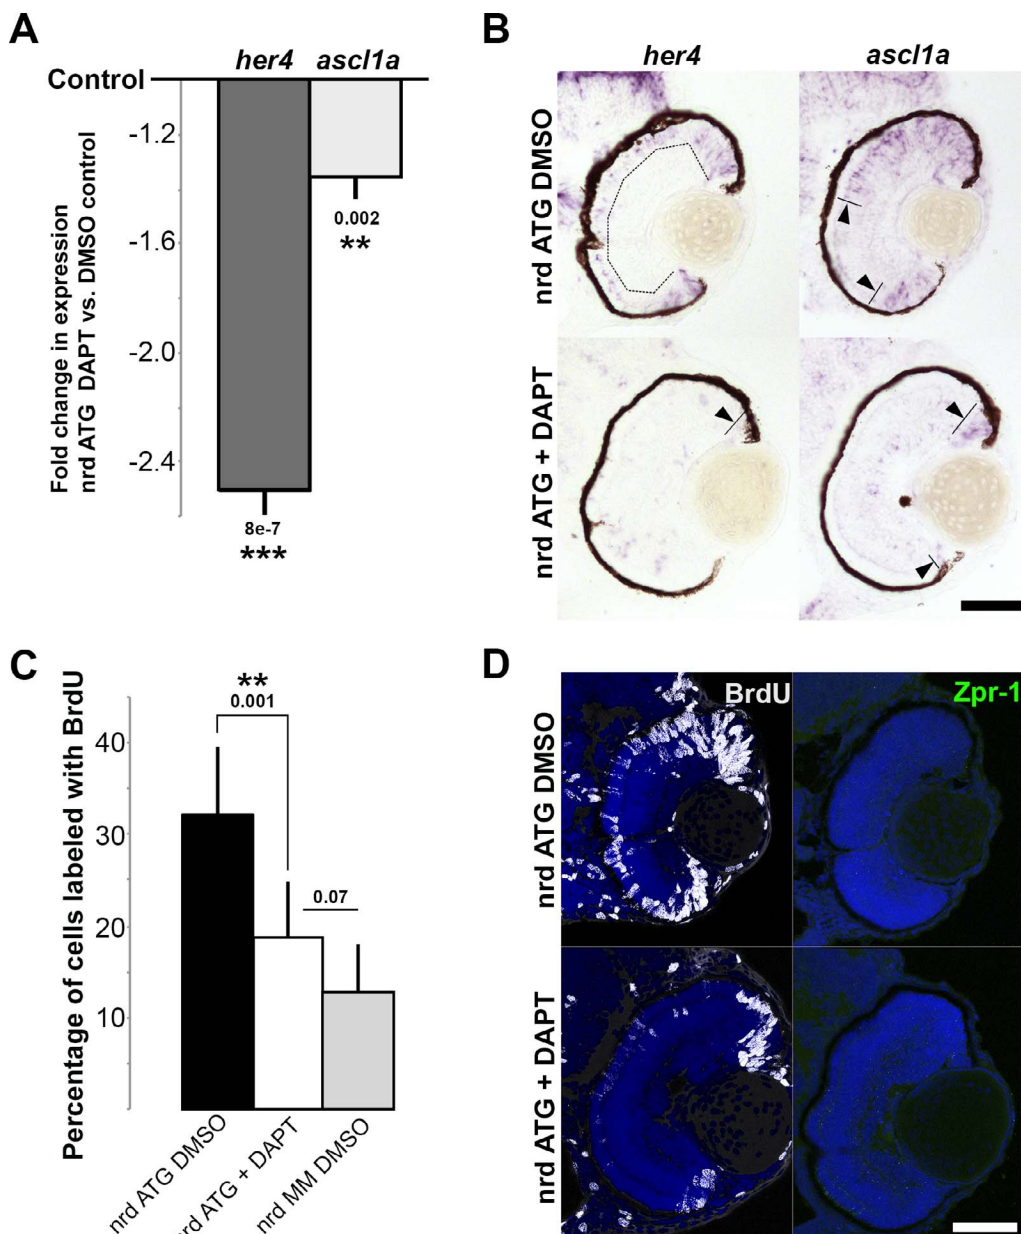 A
her4 ascl1a
Control
Fold change in expression
nrd ATG DAPT vs. DMSO control
-1.2
-1.6
-2.0
-2.4
0.002
**
8e-7
***
B
her4
ascl1a
nrd ATG DMSO
nrd ATG + DAPT
C
Percentage of cells labeled with BrdU
40
30
20
10
**
0.001
0.07
nrd ATG DMSO
nrd ATG + DAPT
nrd MM DMSO
D
BrdU
Zpr-1
nrd ATG DMSO
nrd ATG + DAPT